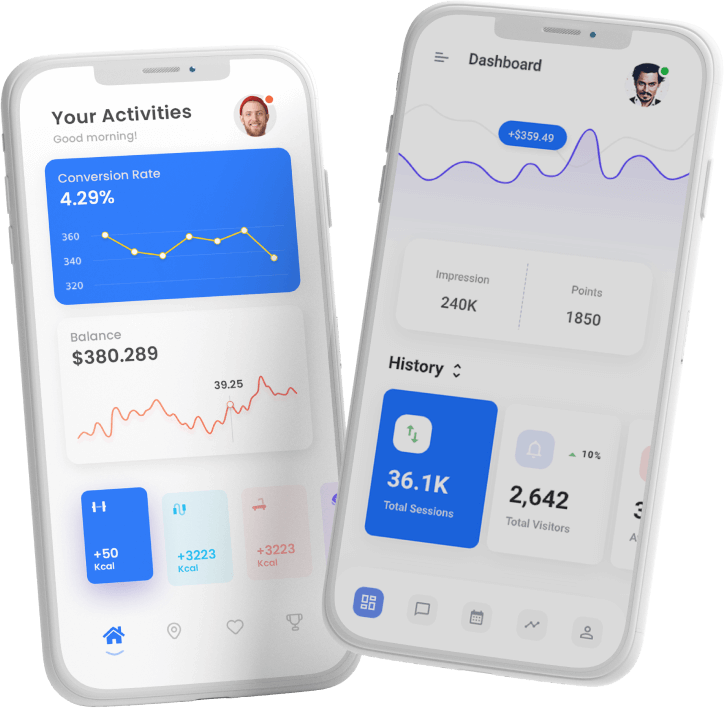 Your Activities
Good morning!
Conversion Rate
4.29%
360
340
320
Balance
$380.289
39.25
+50
Kcal
+3223
Kcal
+3223
Kcal
Dashboard
+$359.49
Impression
240K
Points
1850
History
36.1K
Total Sessions
10%
2,642
Total Visitors